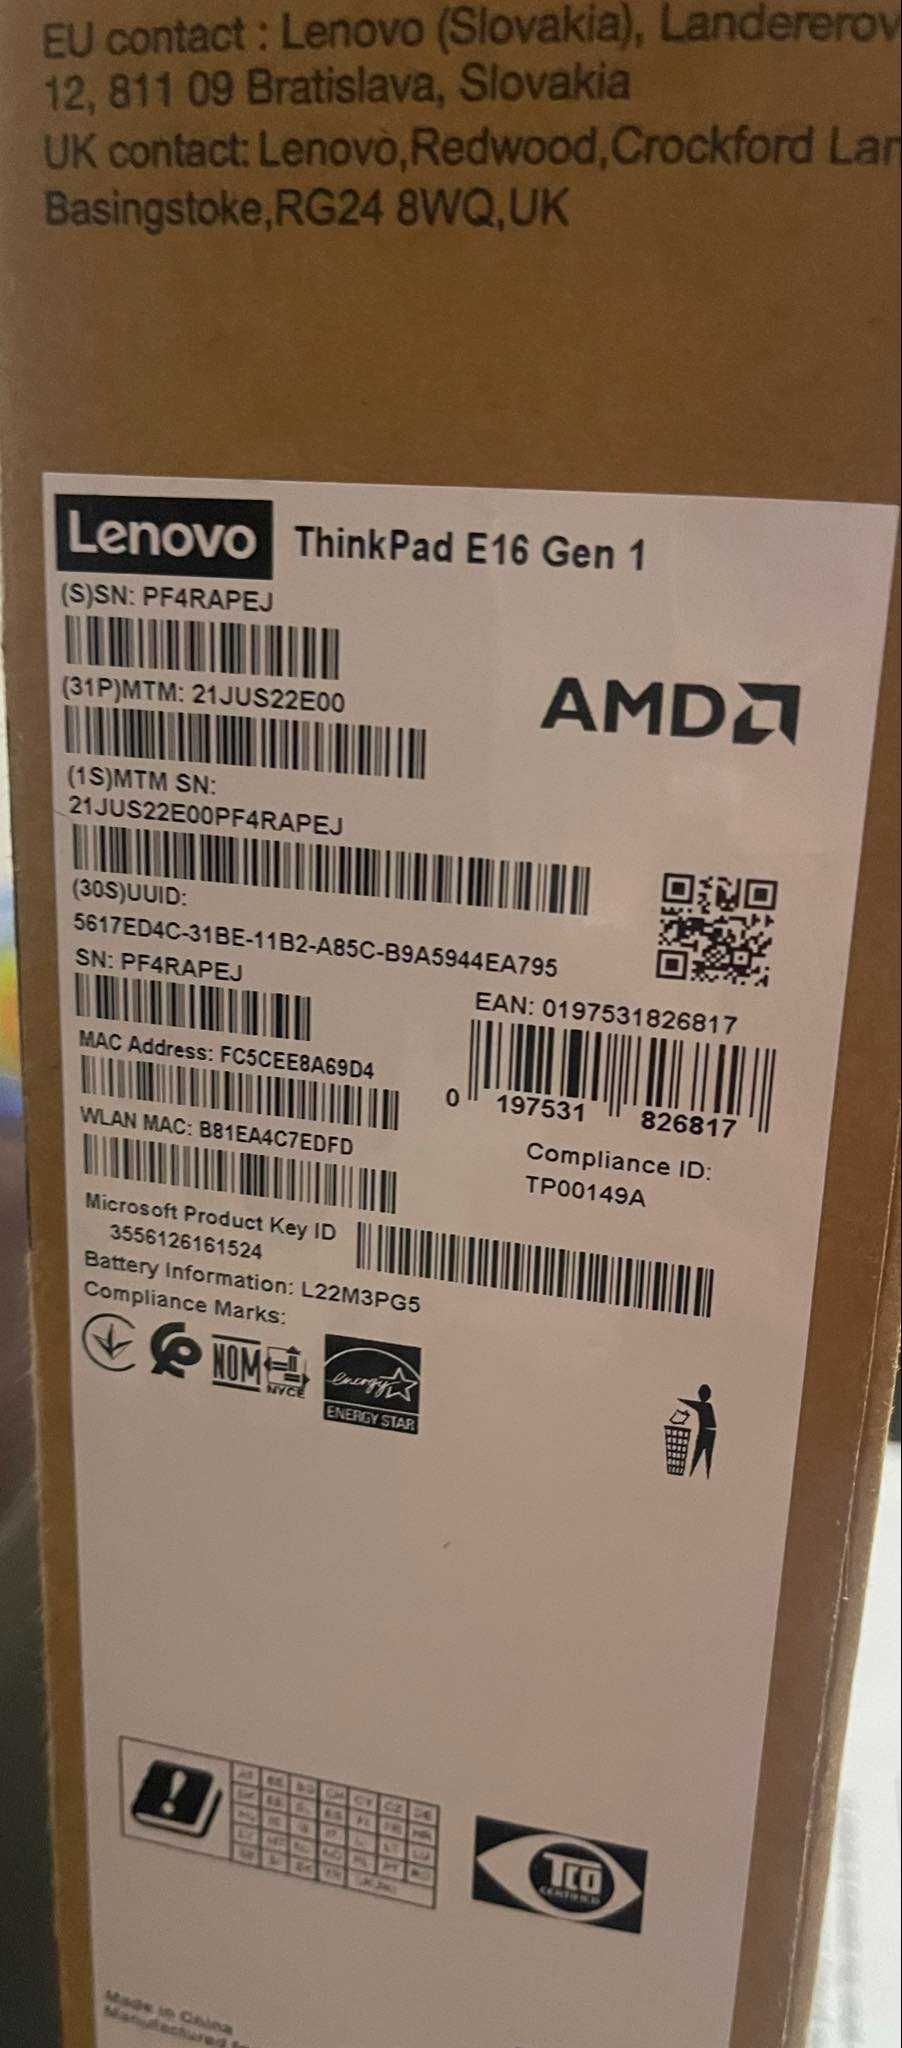 EU contact : Lenovo (Slovakia), Landererov
12, 811 09 Bratislava, Slovakia
UK contact: Lenovo,Redwood,Crockford Lan
Basingstoke,RG24 8WQ,UK
Lenovo ThinkPad E16 Gen 1
(S)SN: PF4RAPEJ
(31P)MTM: 21JUS22E00
AMD
(1S)MTM SN:
21JUS22E00PF4RAPEJ
(30S)UUID:
5617ED4C-31BE-11B2-A85C-B9A5944EA795
SN: PF4RAPEJ
EAN: 0197531826817
0 197531 826817
MAC Address: FC5CEE8A69D4
WLAN MAC: B81EA4C7EDFD
Compliance ID:
TP00149A
Microsoft Product Key ID
3556126161524
Battery Information: L22M3PG5
Compliance Marks:
NOM
NYCE
energy
ENERGY STAR
TCO
CERTIFIED
Made in China
Manufactured